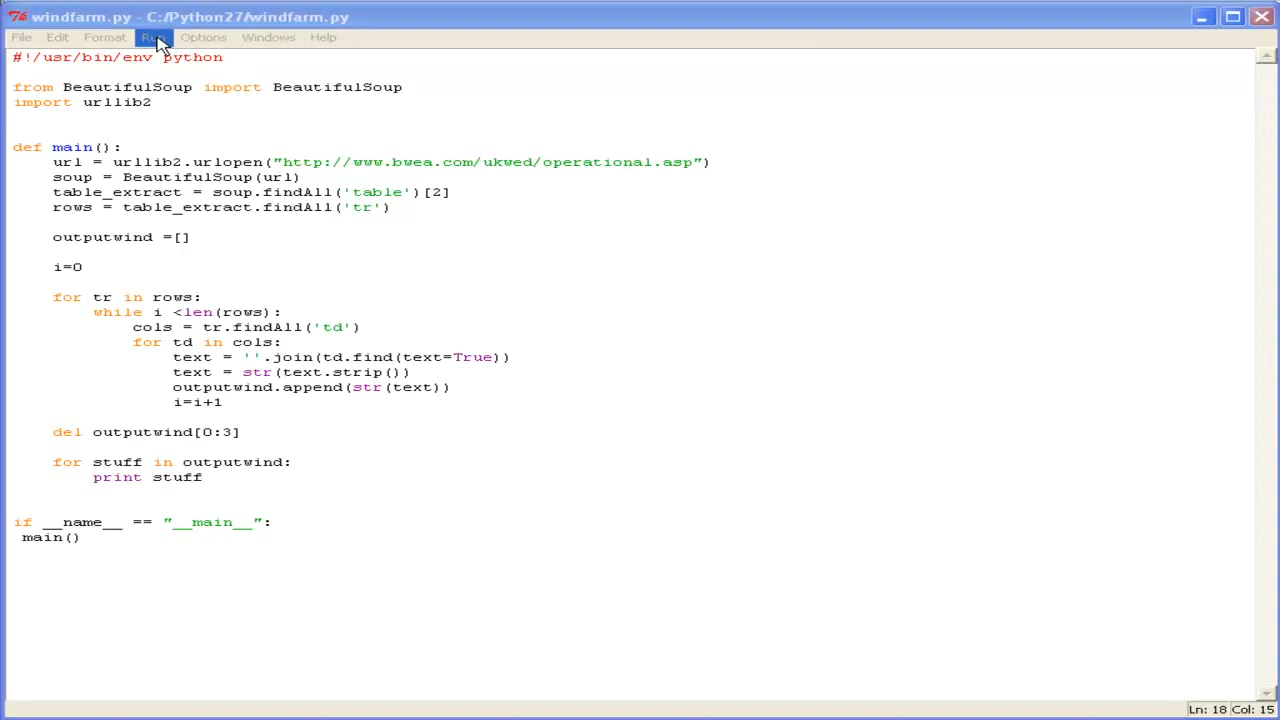 windfarm.py - C:/Python27/windfarm.py
File Edit Format Run Options Windows Help
#!/usr/bin/env python
from BeautifulSoup import BeautifulSoup
import urllib2
def main():
    url = urllib2.urlopen("http://www.bwea.com/ukwed/operational.asp")
    soup = BeautifulSoup(url)
    table_extract = soup.findAll('table')[2]
    rows = table_extract.findAll('tr')
    outputwind =[]
    i=0
    for tr in rows:
        while i <len(rows):
            cols = tr.findAll('td')
            for td in cols:
                text = ''.join(td.find(text=True))
                text = str(text.strip())
                outputwind.append(str(text))
                i=i+1
    del outputwind[0:3]
    for stuff in outputwind:
        print stuff
if __name__ == "__main__":
 main()
Ln: 18 Col: 15